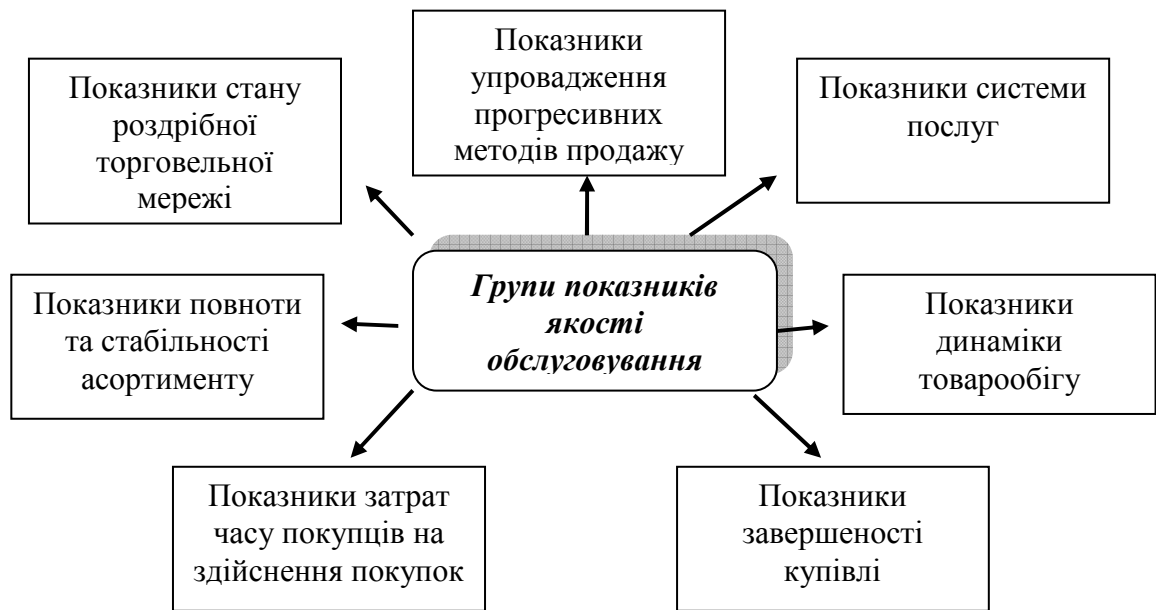 Показники стану
роздрібної
торговельної
мережі
Показники
упровадження
прогресивних
методів продажу
Показники системи
послуг
Показники повноти
та стабільності
асортименту
Групи показників
якості
обслуговування
Показники
динаміки
товарообігу
Показники затрат
часу покупців на
здійснення покупок
Показники
завершеності
купівлі